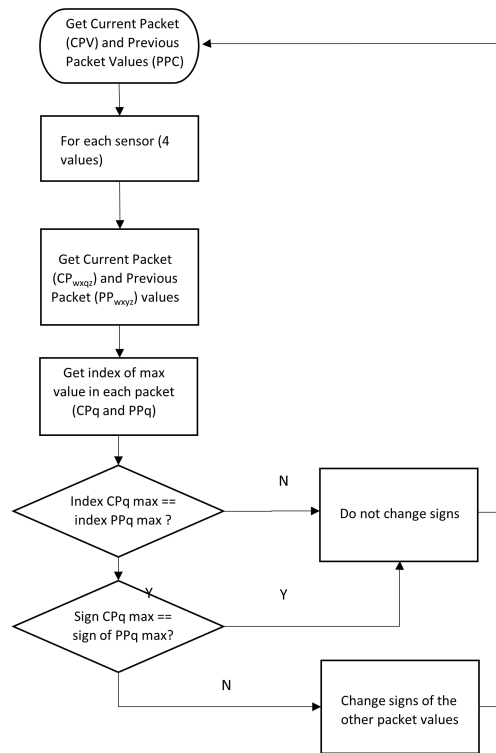 Get Current Packet
(CPV) and Previous
Packet Values (PPC)
For each sensor (4
values)
Get Current Packet
(CPwxqz) and Previous
Packet (PPwxyz) values
Get index of max
value in each packet
(CPq and PPq)
Index CPq max ==
index PPq max ?
N
Do not change signs
Y
Sign CPq max ==
sign of PPq max?
Y
N
Change signs of the
other packet values